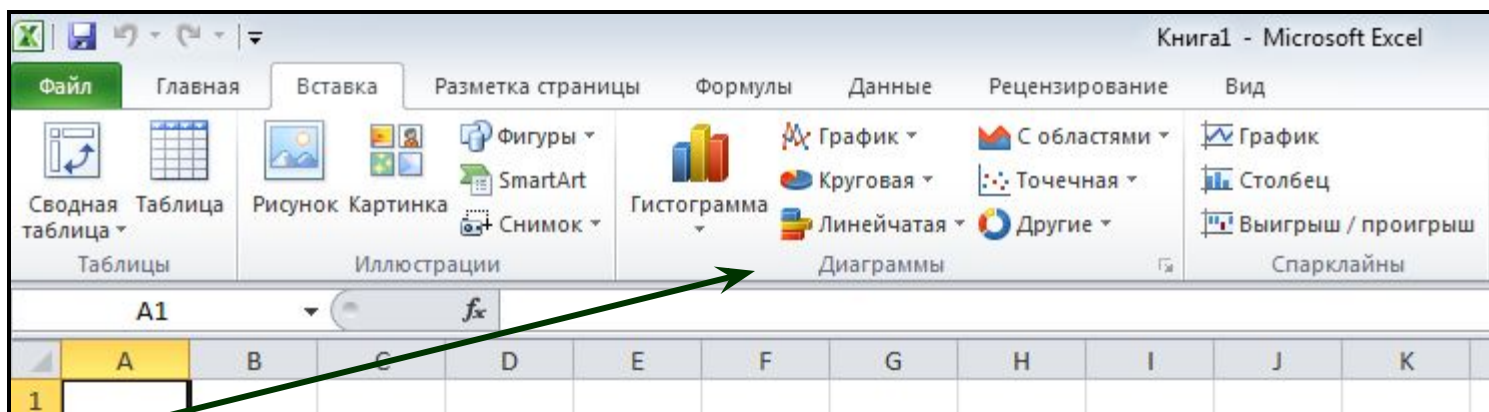 Книга1 - Microsoft Excel
Файл Главная Вставка Разметка страницы Формулы Данные Рецензирование Вид
Сводная таблица
Таблица
Таблицы
Рисунок
Картинка
Фигуры
SmartArt
Снимок
Иллюстрации
Гистограмма
График
Круговая
Линейчатая
С областями
Точечная
Другие
Диаграммы
График
Столбец
Выигрыш / проигрыш
Спарклайны
A1 fx
A B C D E F G H I J K
1